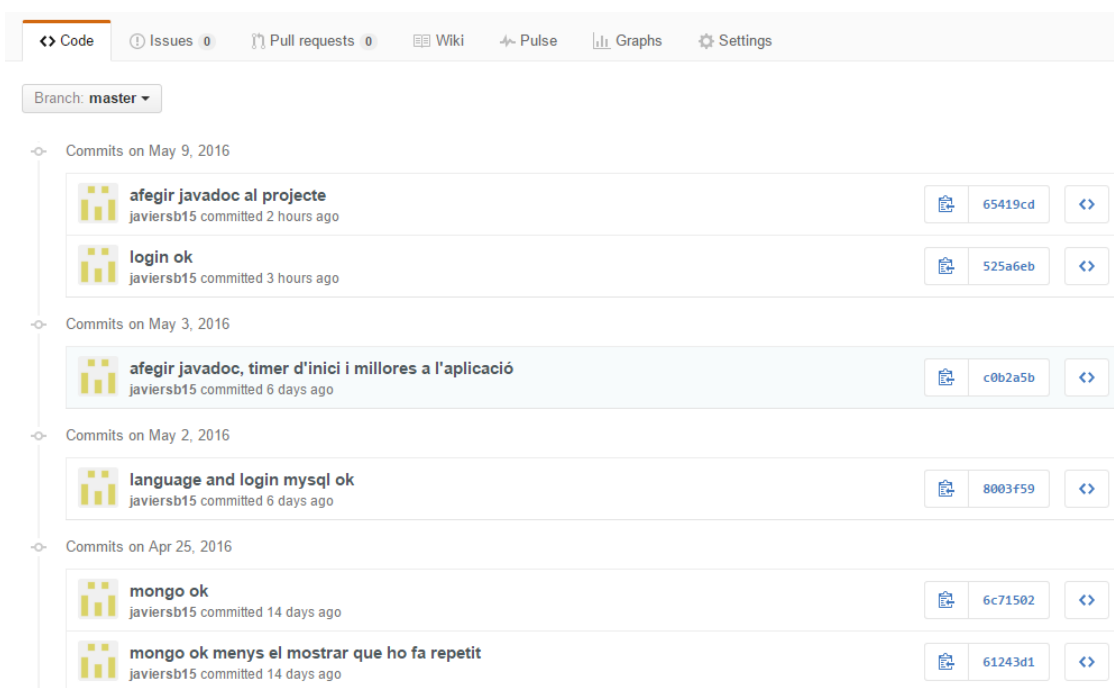 Code Issues 0 Pull requests 0 Wiki Pulse Graphs Settings
Branch: master
Commits on May 9, 2016
afegir javadoc al projecte
javiersb15 committed 2 hours ago
65419cd
login ok
javiersb15 committed 3 hours ago
525a6eb
Commits on May 3, 2016
afegir javadoc, timer d'inici i millores a l'aplicació
javiersb15 committed 6 days ago
c0b2a5b
Commits on May 2, 2016
language and login mysql ok
javiersb15 committed 6 days ago
8003f59
Commits on Apr 25, 2016
mongo ok
javiersb15 committed 14 days ago
6c71502
mongo ok menys el mostrar que ho fa repetit
javiersb15 committed 14 days ago
61243d1